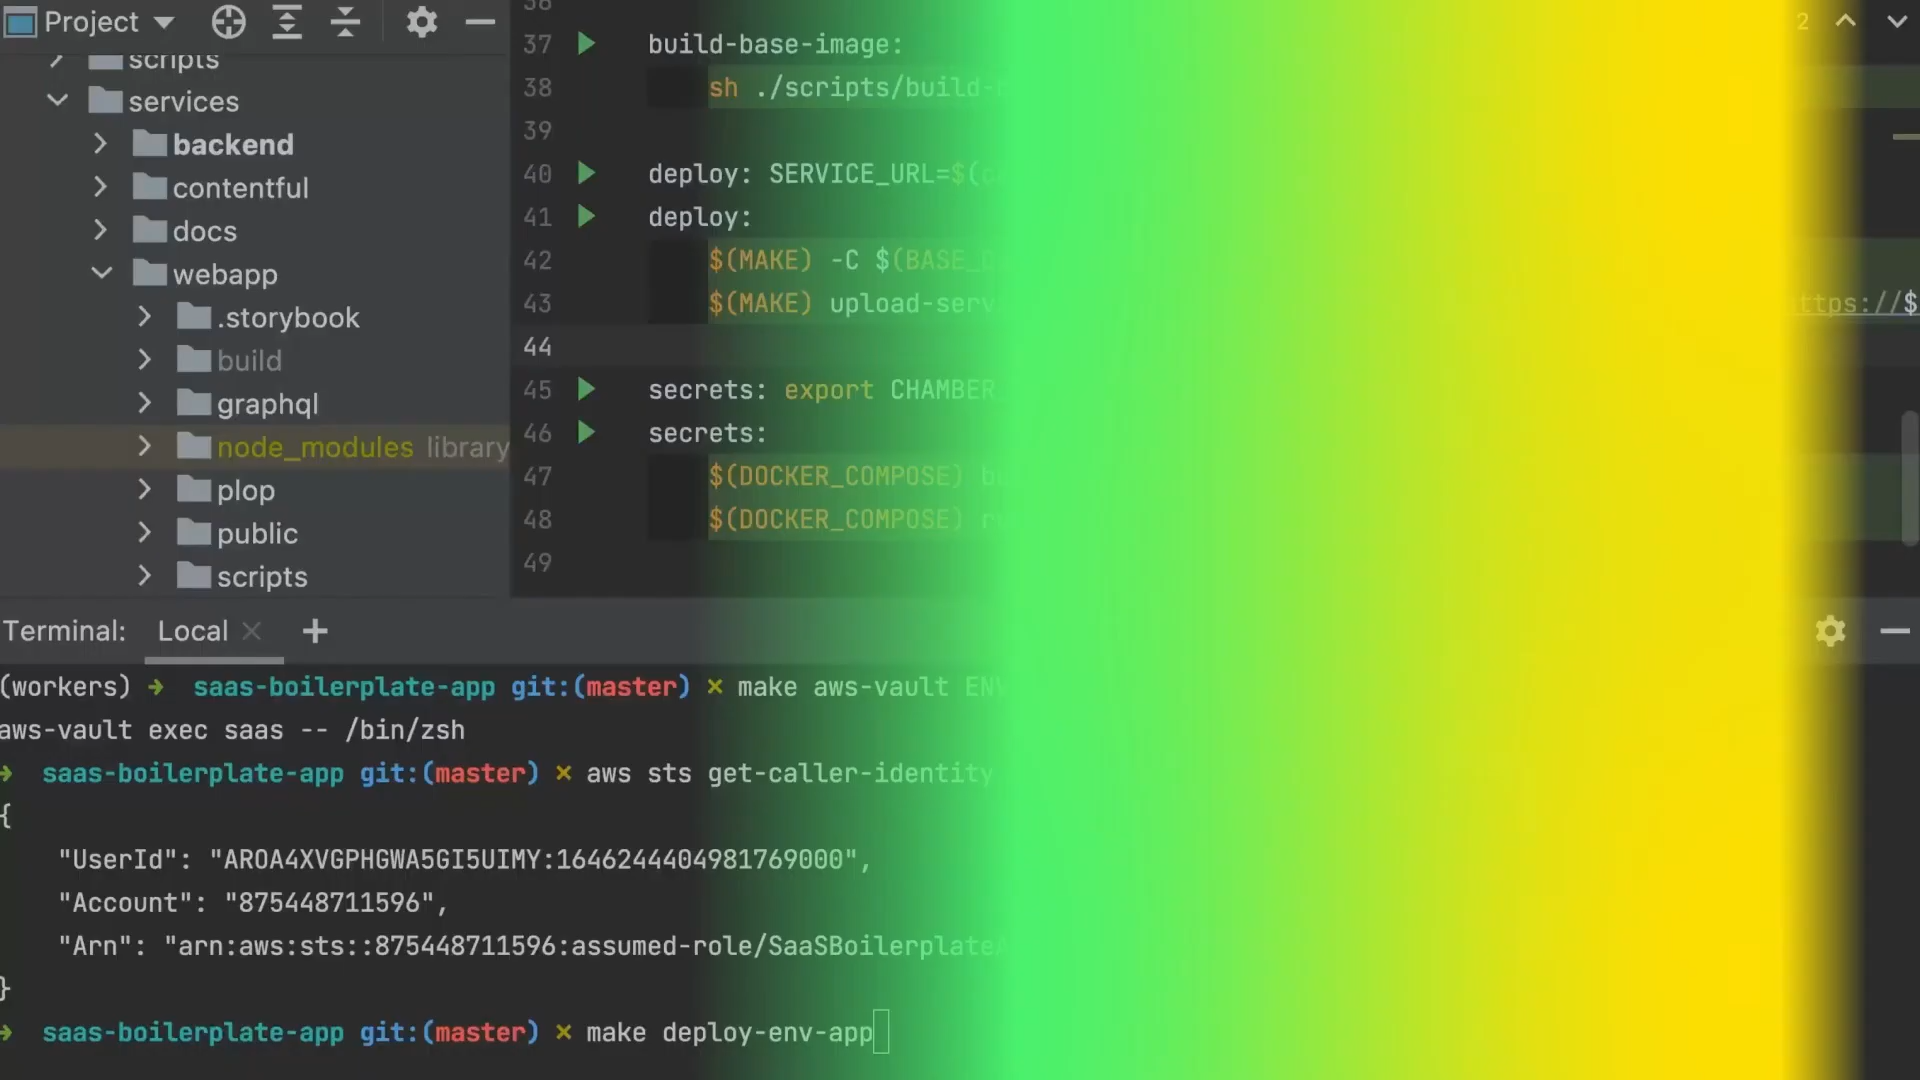 Project
scripts
services
backend
contentful
docs
webapp
.storybook
build
graphql
node_modules library
plop
public
scripts
37 build-base-image:
38 sh ./scripts/build-
39
40 deploy: SERVICE_URL=$(
41 deploy:
42 $(MAKE) -C $(BASE_
43 $(MAKE) upload-serv
ttps://$
44
45 secrets: export CHAMBER_
46 secrets:
47 $(DOCKER_COMPOSE)
48 $(DOCKER_COMPOSE)
49
2
Terminal: Local
(workers) ➜ saas-boilerplate-app git:(master) ✗ make aws-vault EN
aws-vault exec saas -- /bin/zsh
➜ saas-boilerplate-app git:(master) ✗ aws sts get-caller-identity
{
"UserId": "AROA4XVGPHGWA5GI5UIMY:1646244404981769000",
"Account": "875448711596",
"Arn": "arn:aws:sts::875448711596:assumed-role/SaaSBoilerplate
}
➜ saas-boilerplate-app git:(master) ✗ make deploy-env-app